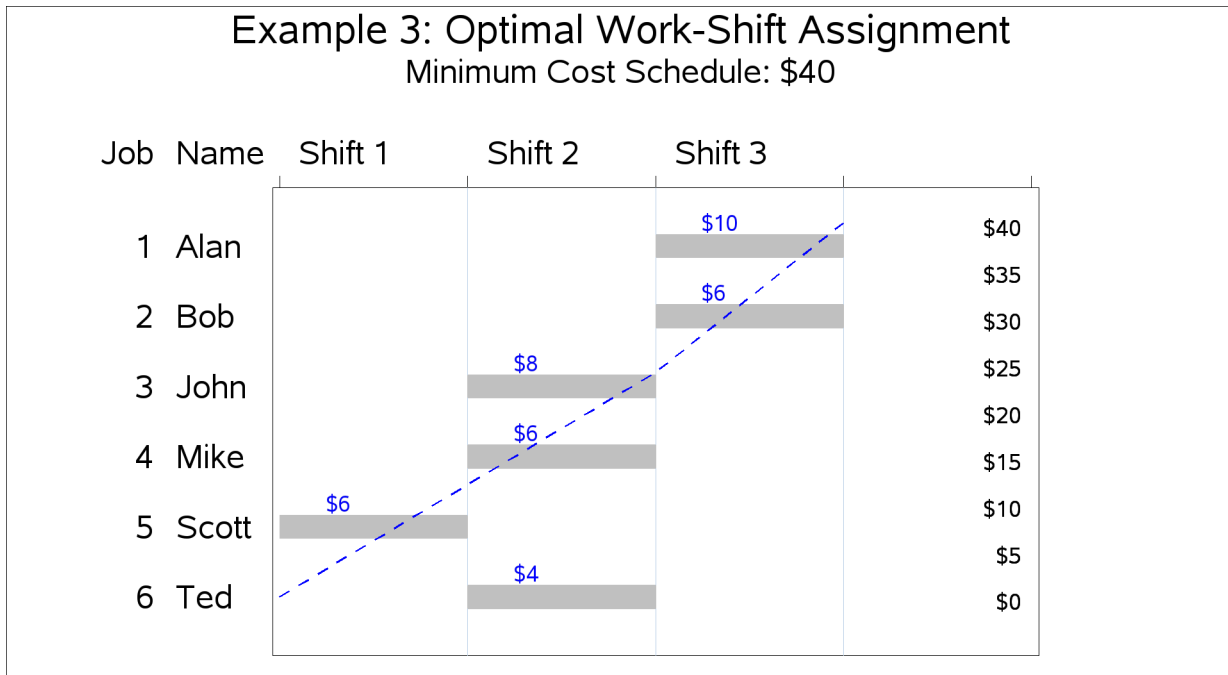 Example 3: Optimal Work-Shift Assignment
Minimum Cost Schedule: $40
Job Name Shift 1 Shift 2 Shift 3
$10 $40
1 Alan
$35
$6
2 Bob $30
$8 $25
3 John
$20
$6
4 Mike $15
$6 $10
5 Scott
$5
$4
6 Ted $0